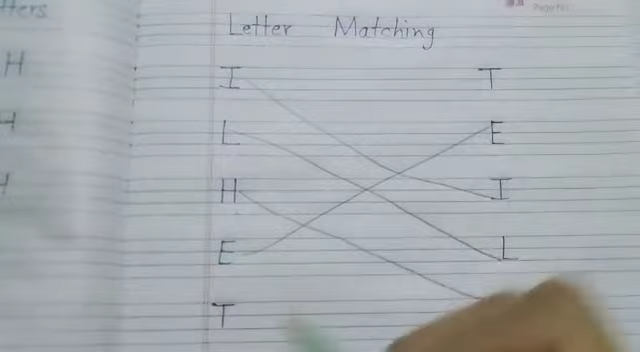 Letter Matching
H I T
H L E
H H I
E L
T